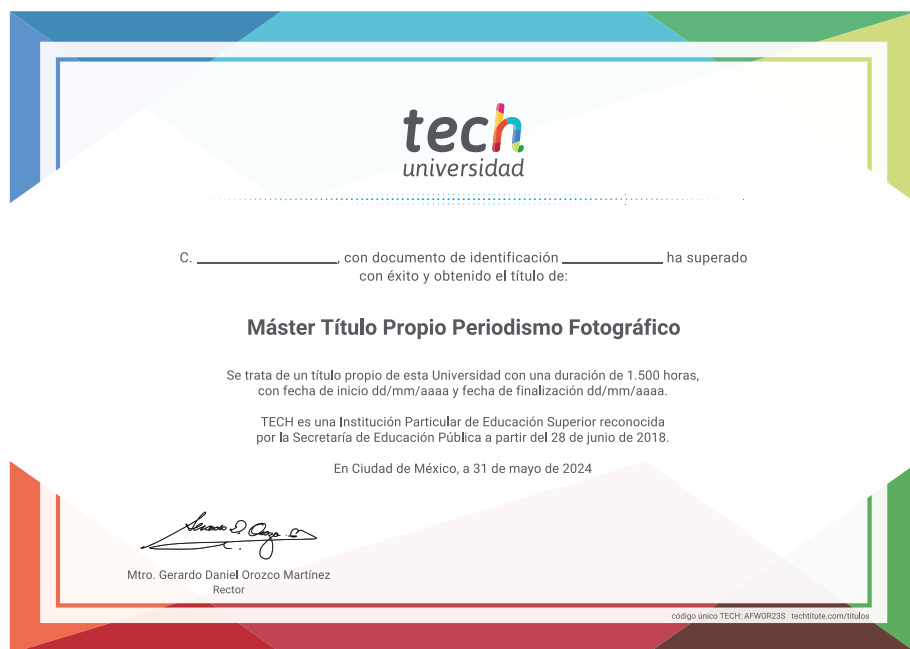 tech
universidad
C. ____________, con documento de identificación ____________ ha superado
con éxito y obtenido el título de:
Máster Título Propio Periodismo Fotográfico
Se trata de un título propio de esta Universidad con una duración de 1.500 horas,
con fecha de inicio dd/mm/aaaa y fecha de finalización dd/mm/aaaa.
TECH es una Institución Particular de Educación Superior reconocida
por la Secretaría de Educación Pública a partir del 28 de junio de 2018.
En Ciudad de México, a 31 de mayo de 2024
Mtro. Gerardo Daniel Orozco Martínez
Rector
código único TECH: AFWOR23S techtitute.com/titulos